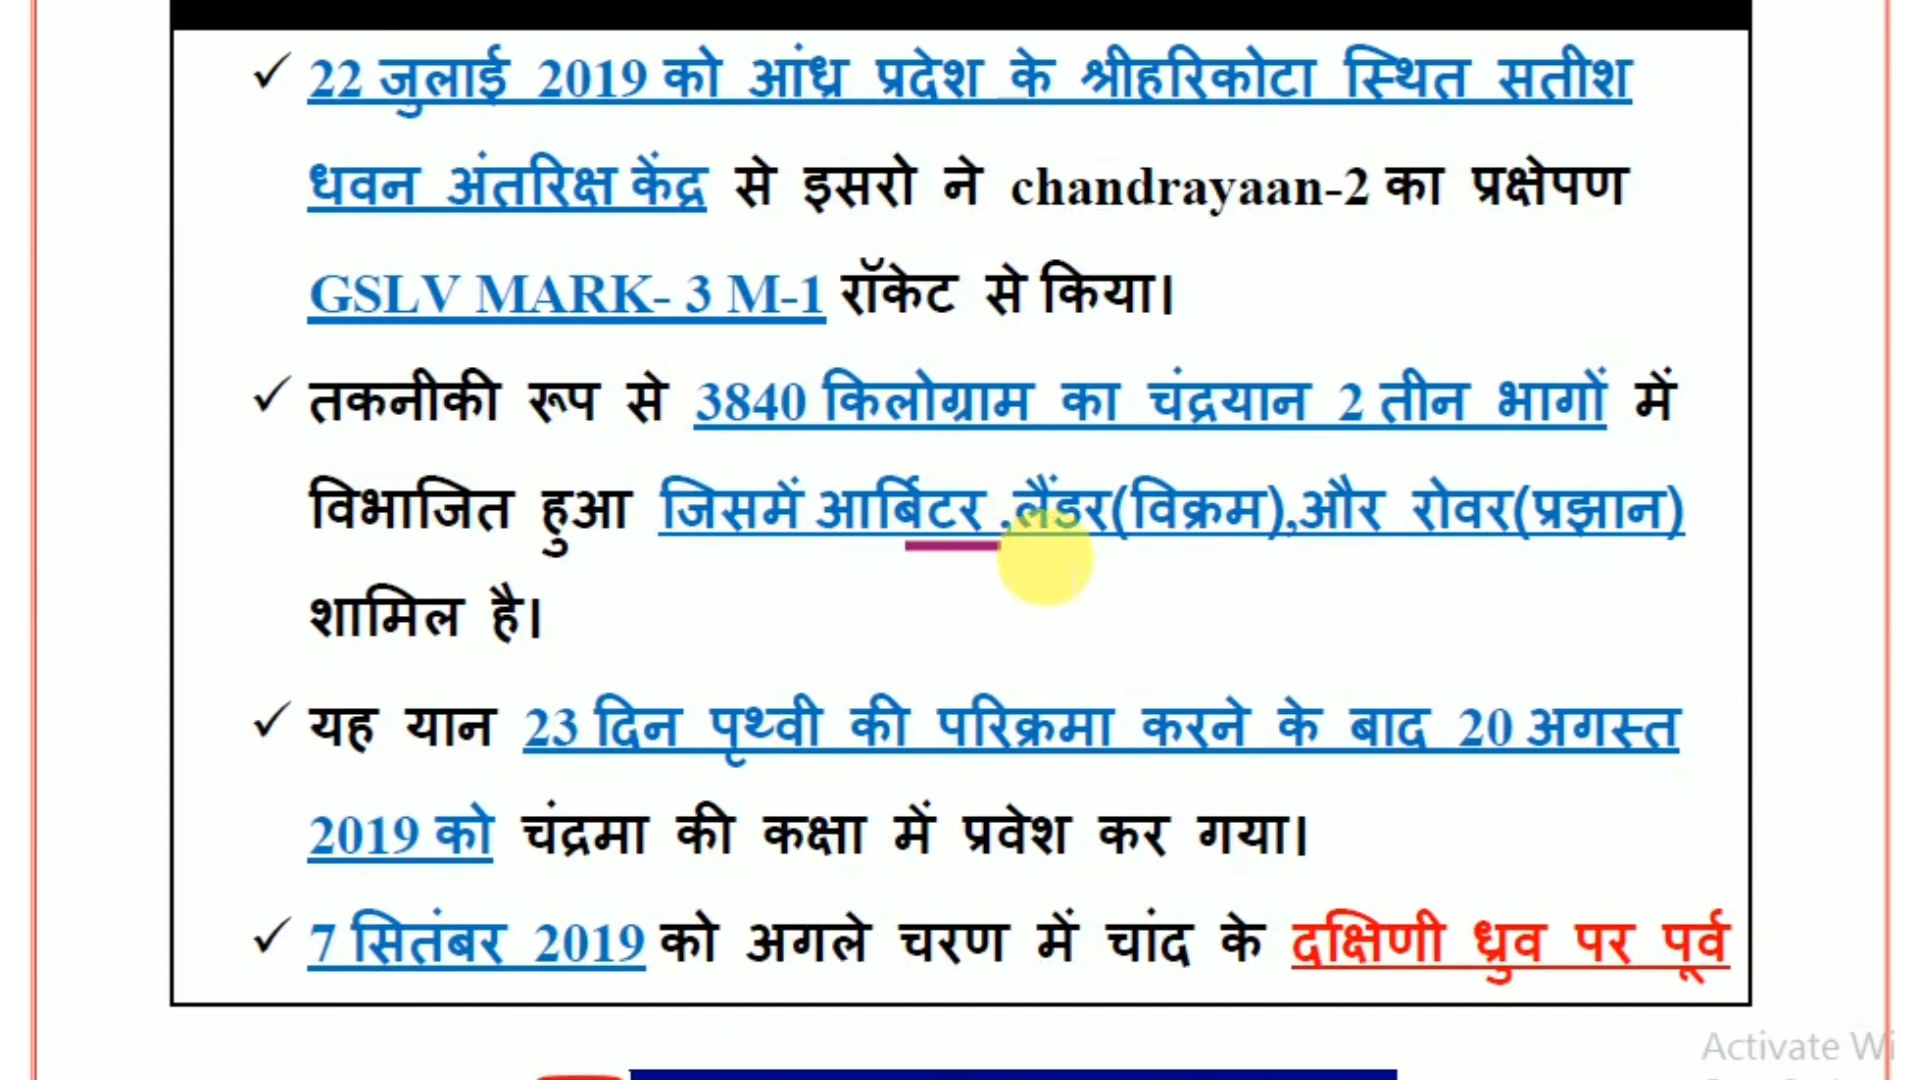 ✓ 22 जुलाई 2019 को आंध्र प्रदेश के श्रीहरिकोटा स्थित सतीश
धवन अंतरिक्ष केंद्र से इसरो ने chandrayaan-2 का प्रक्षेपण
GSLV MARK- 3 M-1 रॉकेट से किया।
✓ तकनीकी रूप से 3840 किलोग्राम का चंद्रयान 2 तीन भागों में
विभाजित हुआ जिसमें आर्बिटर ,लैंडर(विक्रम),और रोवर(प्रझान)
शामिल है।
✓ यह यान 23 दिन पृथ्वी की परिक्रमा करने के बाद 20 अगस्त
2019 को चंद्रमा की कक्षा में प्रवेश कर गया।
✓ 7 सितंबर 2019 को अगले चरण में चांद के दक्षिणी ध्रुव पर पूर्व
Activate Wi